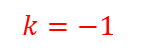 k = −1